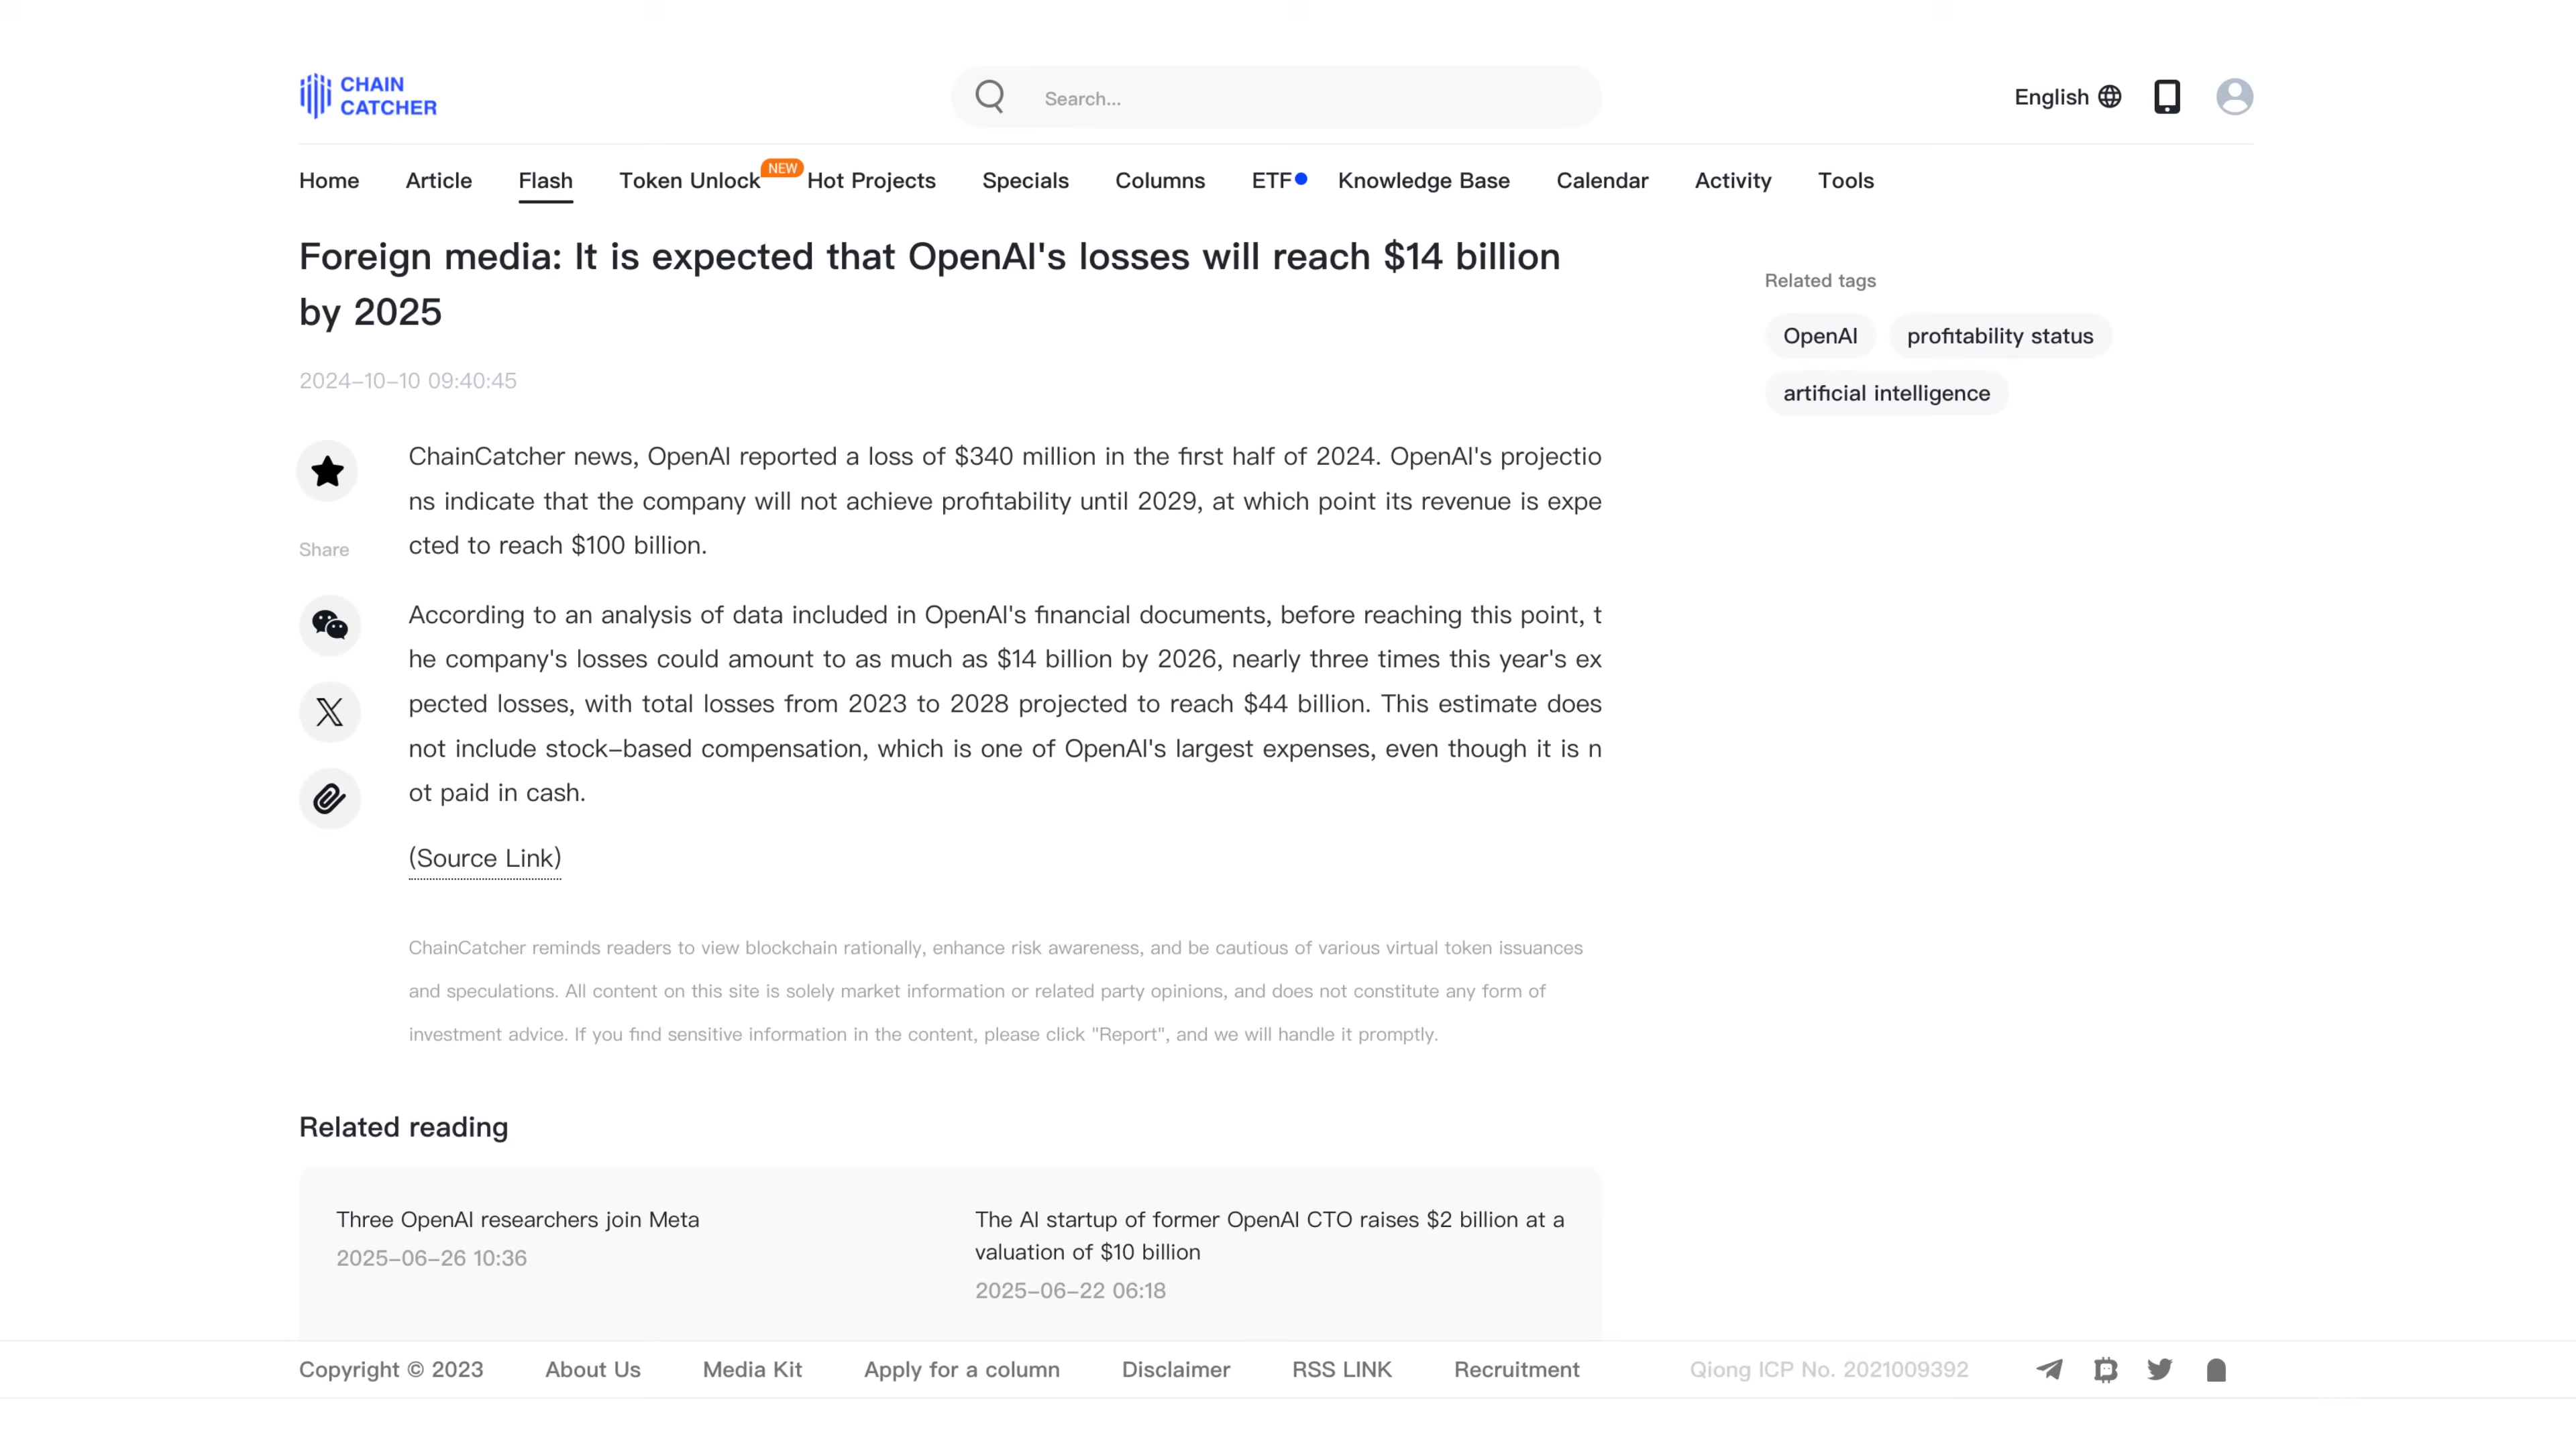 CHAIN
CATCHER
Search...
English
Home Article Flash Token Unlock NEW Hot Projects Specials Columns ETF Knowledge Base Calendar Activity Tools
Foreign media: It is expected that OpenAI's losses will reach $14 billion
by 2025
2024-10-10 09:40:45
Related tags
OpenAI profitability status
artificial intelligence
ChainCatcher news, OpenAI reported a loss of $340 million in the first half of 2024. OpenAI's projectio
ns indicate that the company will not achieve profitability until 2029, at which point its revenue is expe
cted to reach $100 billion.
Share
According to an analysis of data included in OpenAI's financial documents, before reaching this point, t
he company's losses could amount to as much as $14 billion by 2026, nearly three times this year's ex
pected losses, with total losses from 2023 to 2028 projected to reach $44 billion. This estimate does
not include stock-based compensation, which is one of OpenAI's largest expenses, even though it is n
ot paid in cash.
(Source Link)
ChainCatcher reminds readers to view blockchain rationally, enhance risk awareness, and be cautious of various virtual token issuances
and speculations. All content on this site is solely market information or related party opinions, and does not constitute any form of
investment advice. If you find sensitive information in the content, please click "Report", and we will handle it promptly.
Related reading
Three OpenAI researchers join Meta
2025-06-26 10:36
The AI startup of former OpenAI CTO raises $2 billion at a
valuation of $10 billion
2025-06-22 06:18
Copyright © 2023 About Us Media Kit Apply for a column Disclaimer RSS LINK Recruitment Qiong ICP No. 2021009392